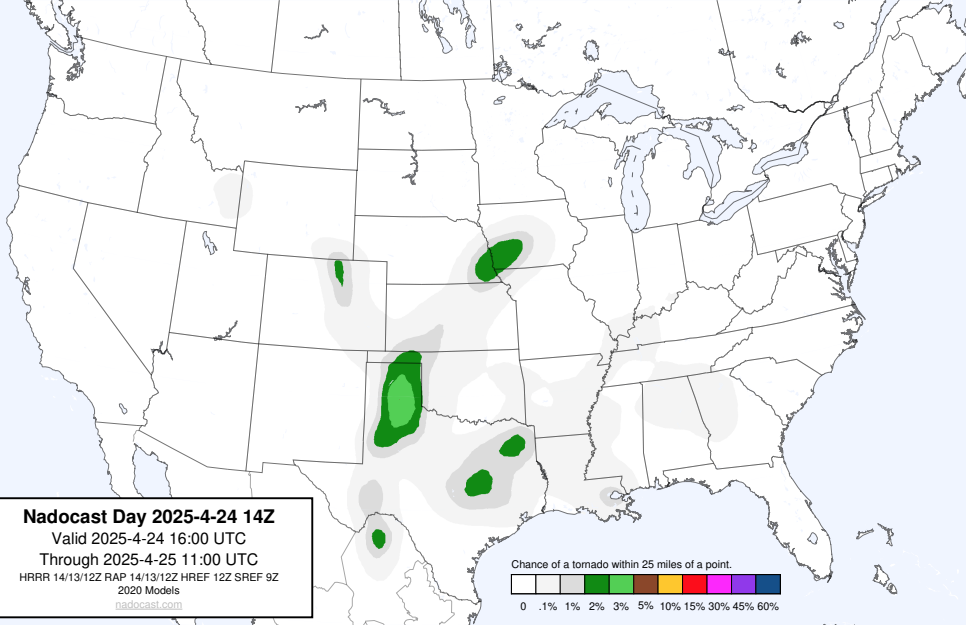 Nadocast Day 2025-4-24 14Z
Valid 2025-4-24 16:00 UTC
Through 2025-4-25 11:00 UTC
HRRR 14/13/12Z RAP 14/13/12Z HREF 12Z SREF 9Z
2020 Models
nadocast.com
Chance of a tornado within 25 miles of a point.
0 .1% 1% 2% 3% 5% 10% 15% 30% 45% 60%